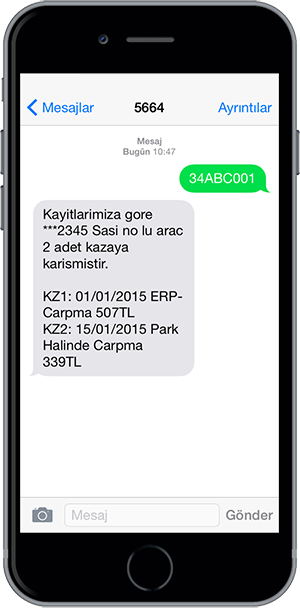 Mesajlar 5664 Ayrıntılar
Mesaj
Bugün 10:47
34ABC001
Kayitlarimiza gore
***2345 Sasi no lu arac
2 adet kazaya
karismistir.
KZ1: 01/01/2015 ERP-
Carpma 507TL
KZ2: 15/01/2015 Park
Halinde Carpma
339TL
Mesaj Gönder